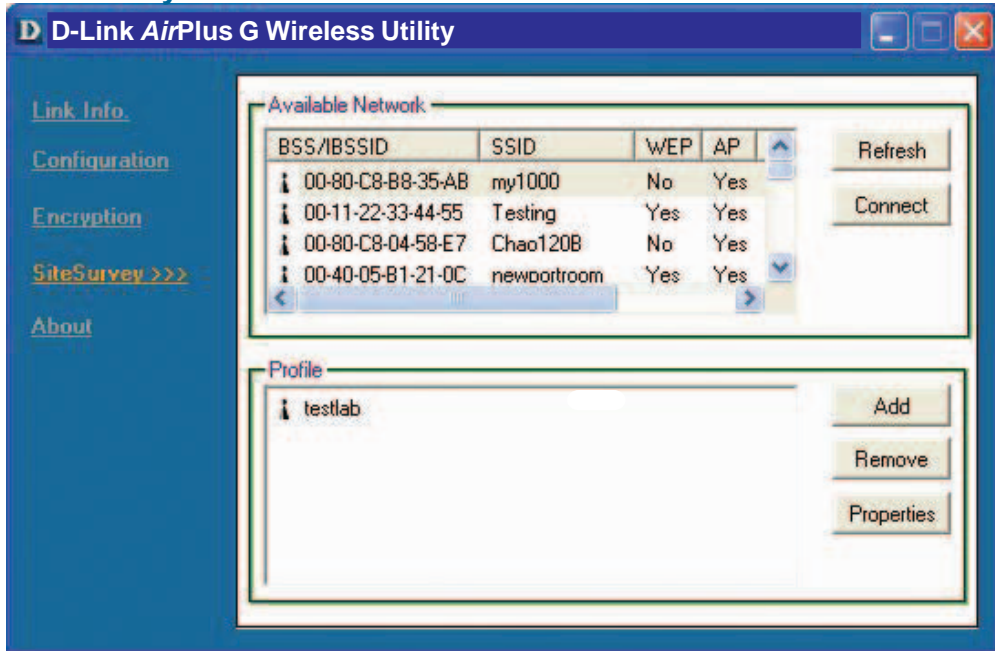 D D-Link AirPlus G Wireless Utility
Link Info.
Configuration
Encryption
SiteSurvey >>>
About
Available Network
BSS/IBSSID SSID WEP AP
00-80-C8-B8-35-AB my1000 No Yes
00-11-22-33-44-55 Testing Yes Yes
00-80-C8-04-58-E7 Chao120B No Yes
00-40-05-B1-21-0C newportroom Yes Yes
Refresh
Connect
Profile
testlab
Add
Remove
Properties